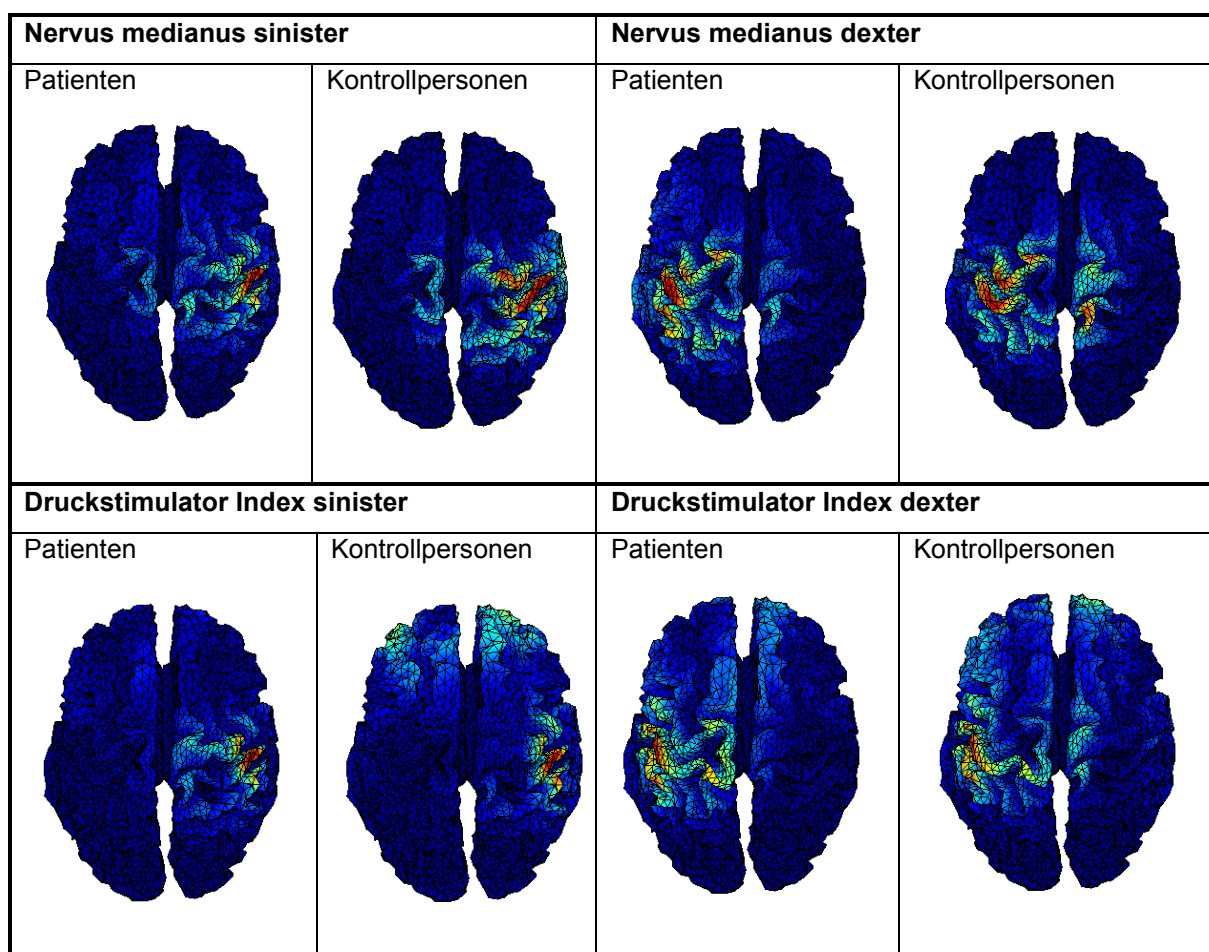 Nervus medianus sinister
Nervus medianus dexter
Patienten
Kontrollpersonen
Patienten
Kontrollpersonen
Druckstimulator Index sinister
Druckstimulator Index dexter
Patienten
Kontrollpersonen
Patienten
Kontrollpersonen